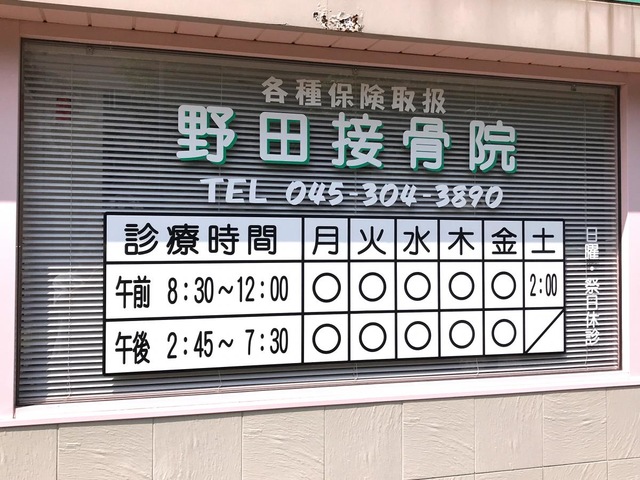 各種保険取扱
野田接骨院
TEL 045-304-3890
診療時間 月 火 水 木 金 土
午前 8:30～12:00 ○ ○ ○ ○ ○ 2:00
午後 2:45～ 7:30 ○ ○ ○ ○ ○ ／
日曜・祭日休診